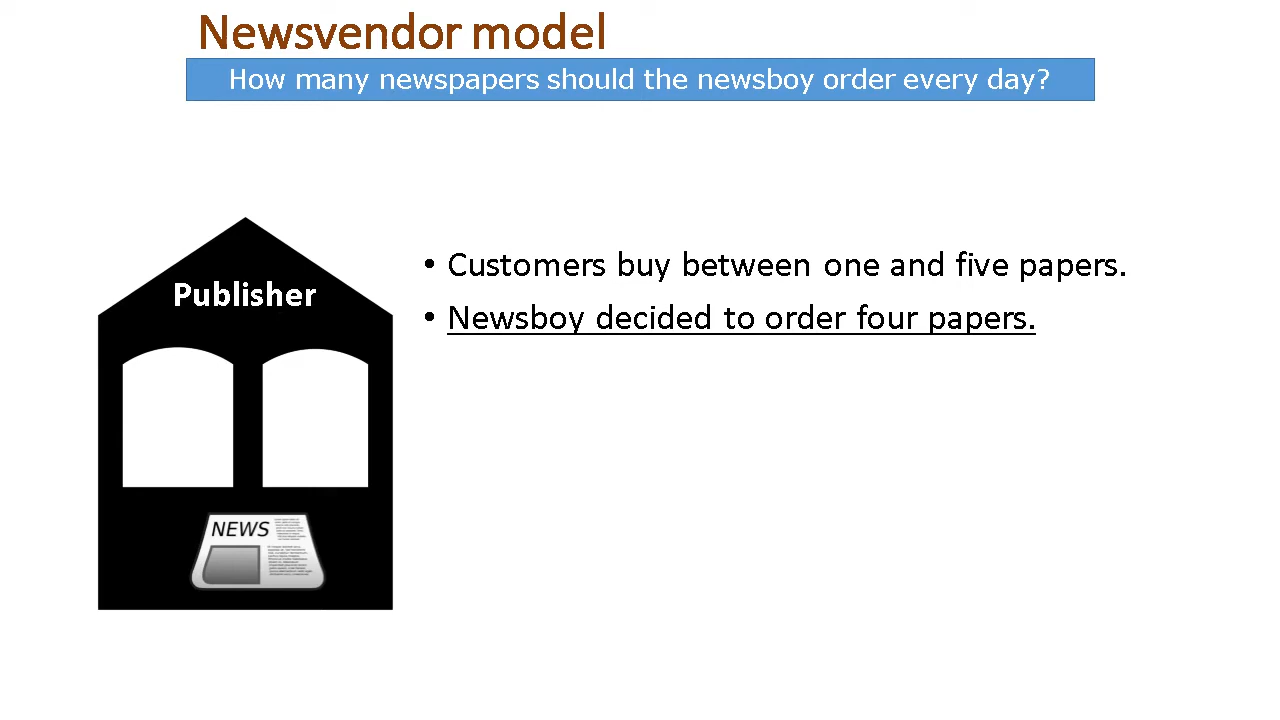 Newsvendor model
How many newspapers should the newsboy order every day?
Publisher
• Customers buy between one and five papers.
• Newsboy decided to order four papers.
NEWS